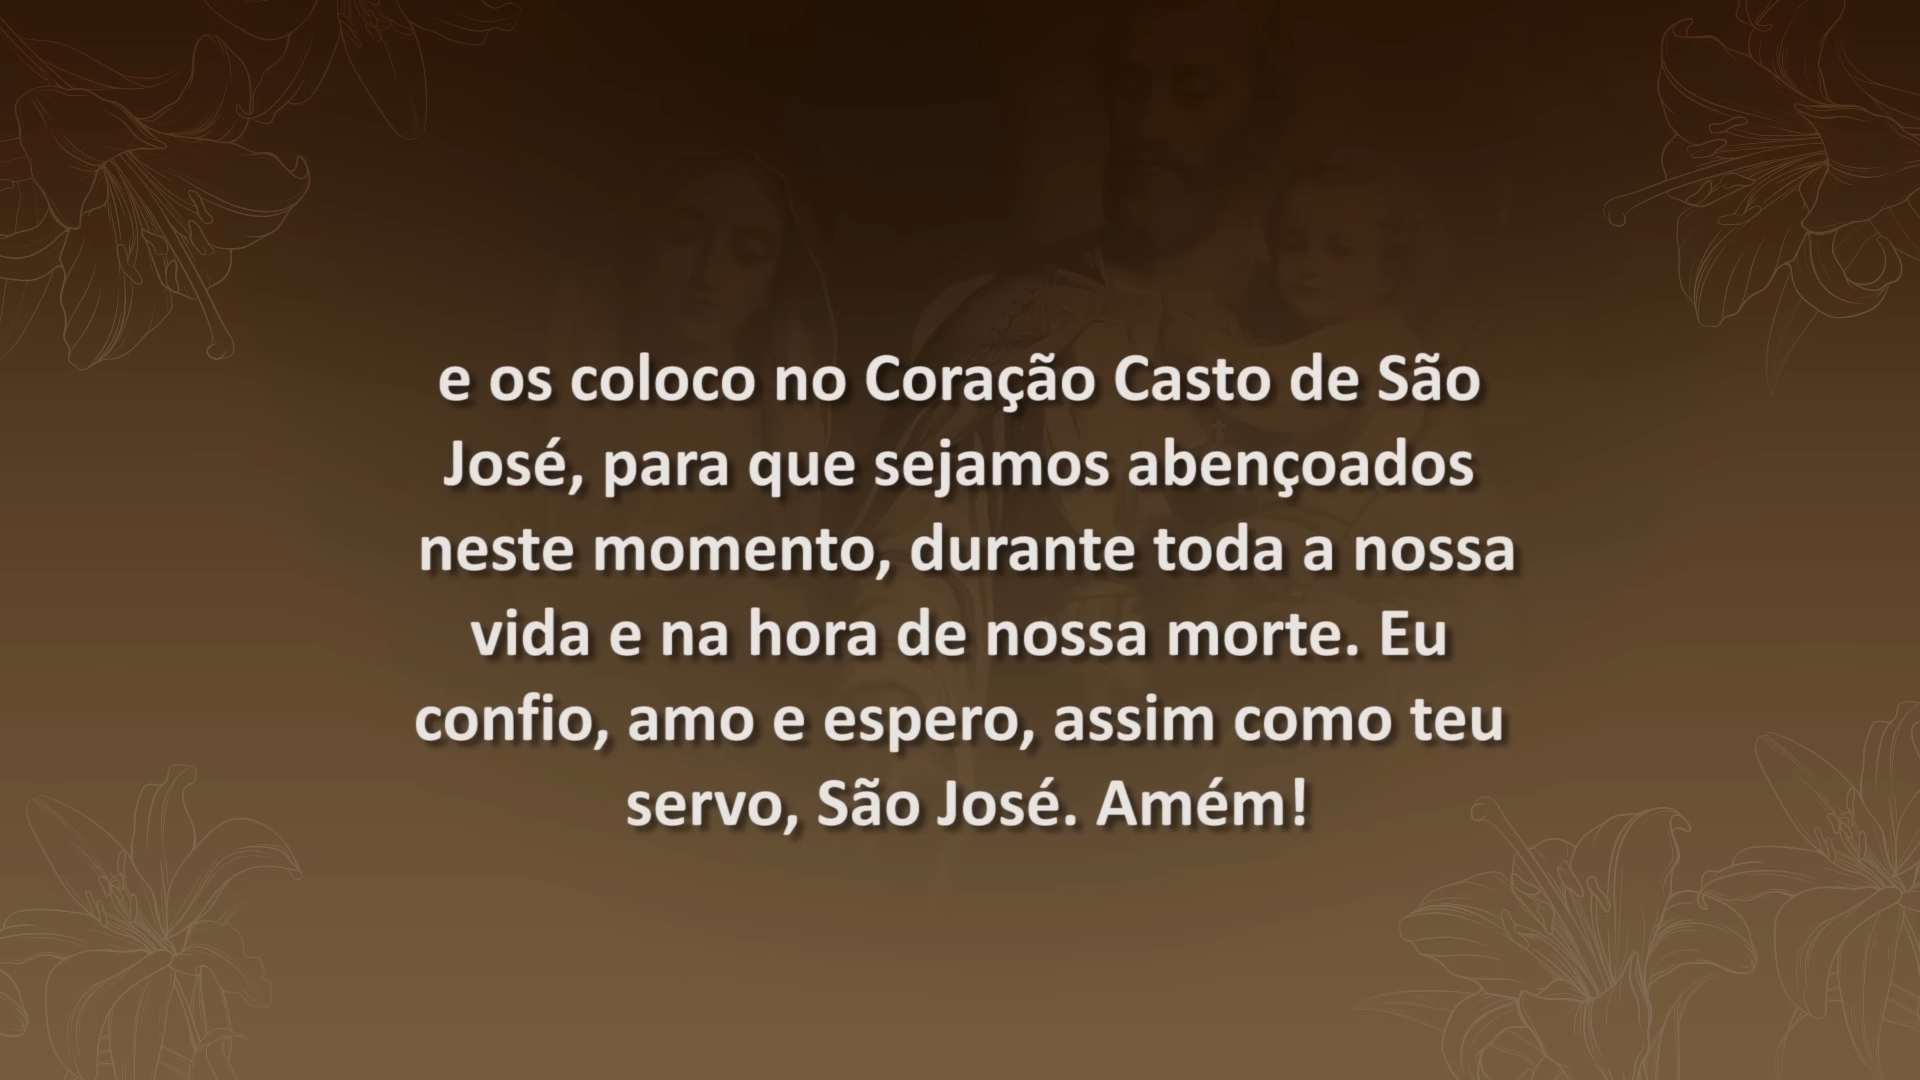 e os coloco no Coração Casto de São
José, para que sejamos abençoados
neste momento, durante toda a nossa
vida e na hora de nossa morte. Eu
confio, amo e espero, assim como teu
servo, São José. Amém!